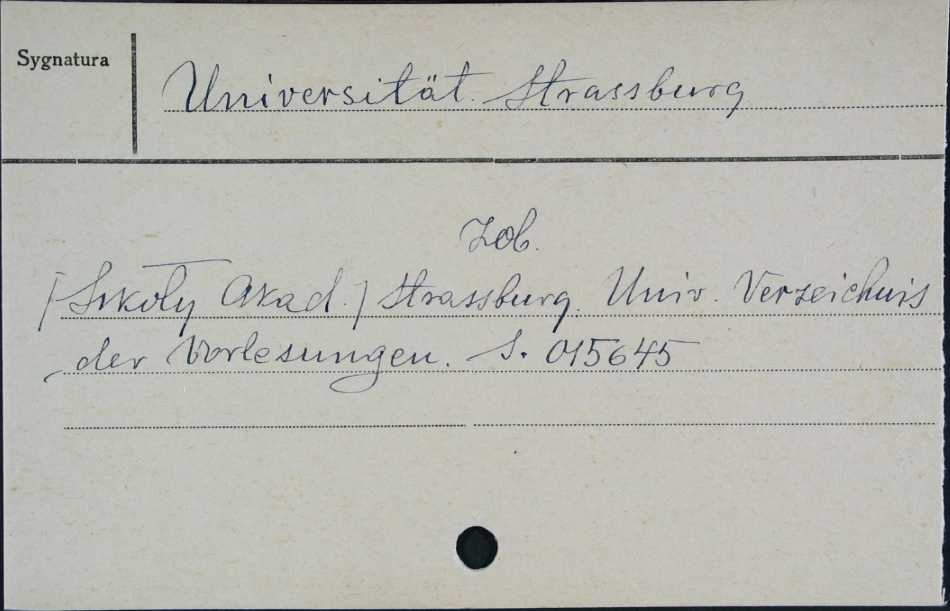 Sygnatura
Universität Strassburg
Zob.
[Szkoły Akad.] Strassburg. Univ. Verzeichnis
der Vorlesungen. S. 015645